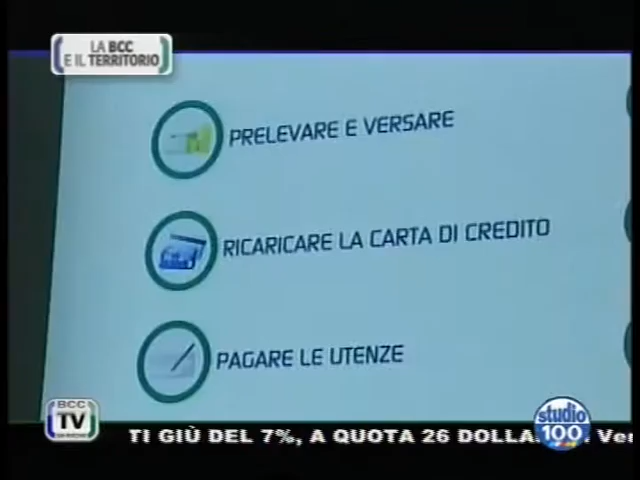 LA BCC
E IL TERRITORIO
PRELEVARE E VERSARE
RICARICARE LA CARTA DI CREDITO
PAGARE LE UTENZE
BCC
TV
studio
100
TI GIÙ DEL 7%, A QUOTA 26 DOLLA